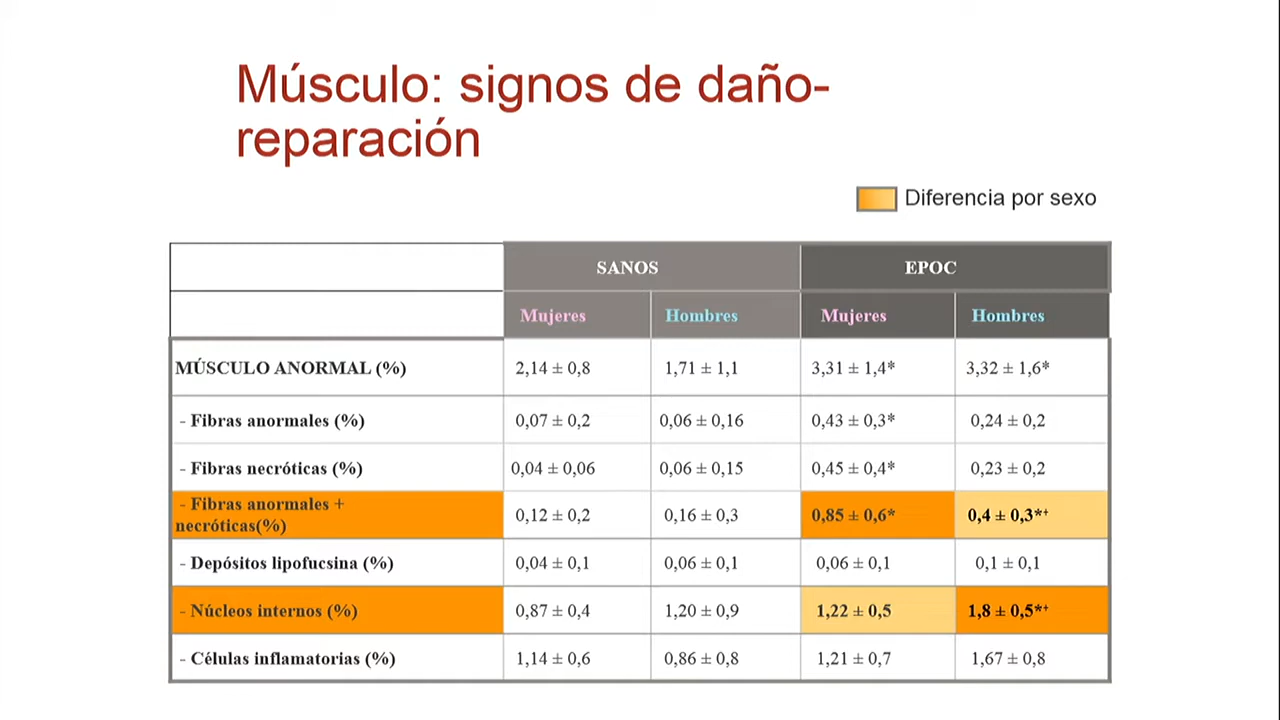 Músculo: signos de daño-
reparación
Diferencia por sexo
SANOS EPOC
Mujeres Hombres Mujeres Hombres
MÚSCULO ANORMAL (%) 2,14 ± 0,8 1,71 ± 1,1 3,31 ± 1,4* 3,32 ± 1,6*
- Fibras anormales (%) 0,07 ± 0,2 0,06 ± 0,16 0,43 ± 0,3* 0,24 ± 0,2
- Fibras necróticas (%) 0,04 ± 0,06 0,06 ± 0,15 0,45 ± 0,4* 0,23 ± 0,2
- Fibras anormales +
necróticas(%) 0,12 ± 0,2 0,16 ± 0,3 0,85 ± 0,6* 0,4 ± 0,3*⁺
- Depósitos lipofucsina (%) 0,04 ± 0,1 0,06 ± 0,1 0,06 ± 0,1 0,1 ± 0,1
- Núcleos internos (%) 0,87 ± 0,4 1,20 ± 0,9 1,22 ± 0,5 1,8 ± 0,5*⁺
- Células inflamatorias (%) 1,14 ± 0,6 0,86 ± 0,8 1,21 ± 0,7 1,67 ± 0,8